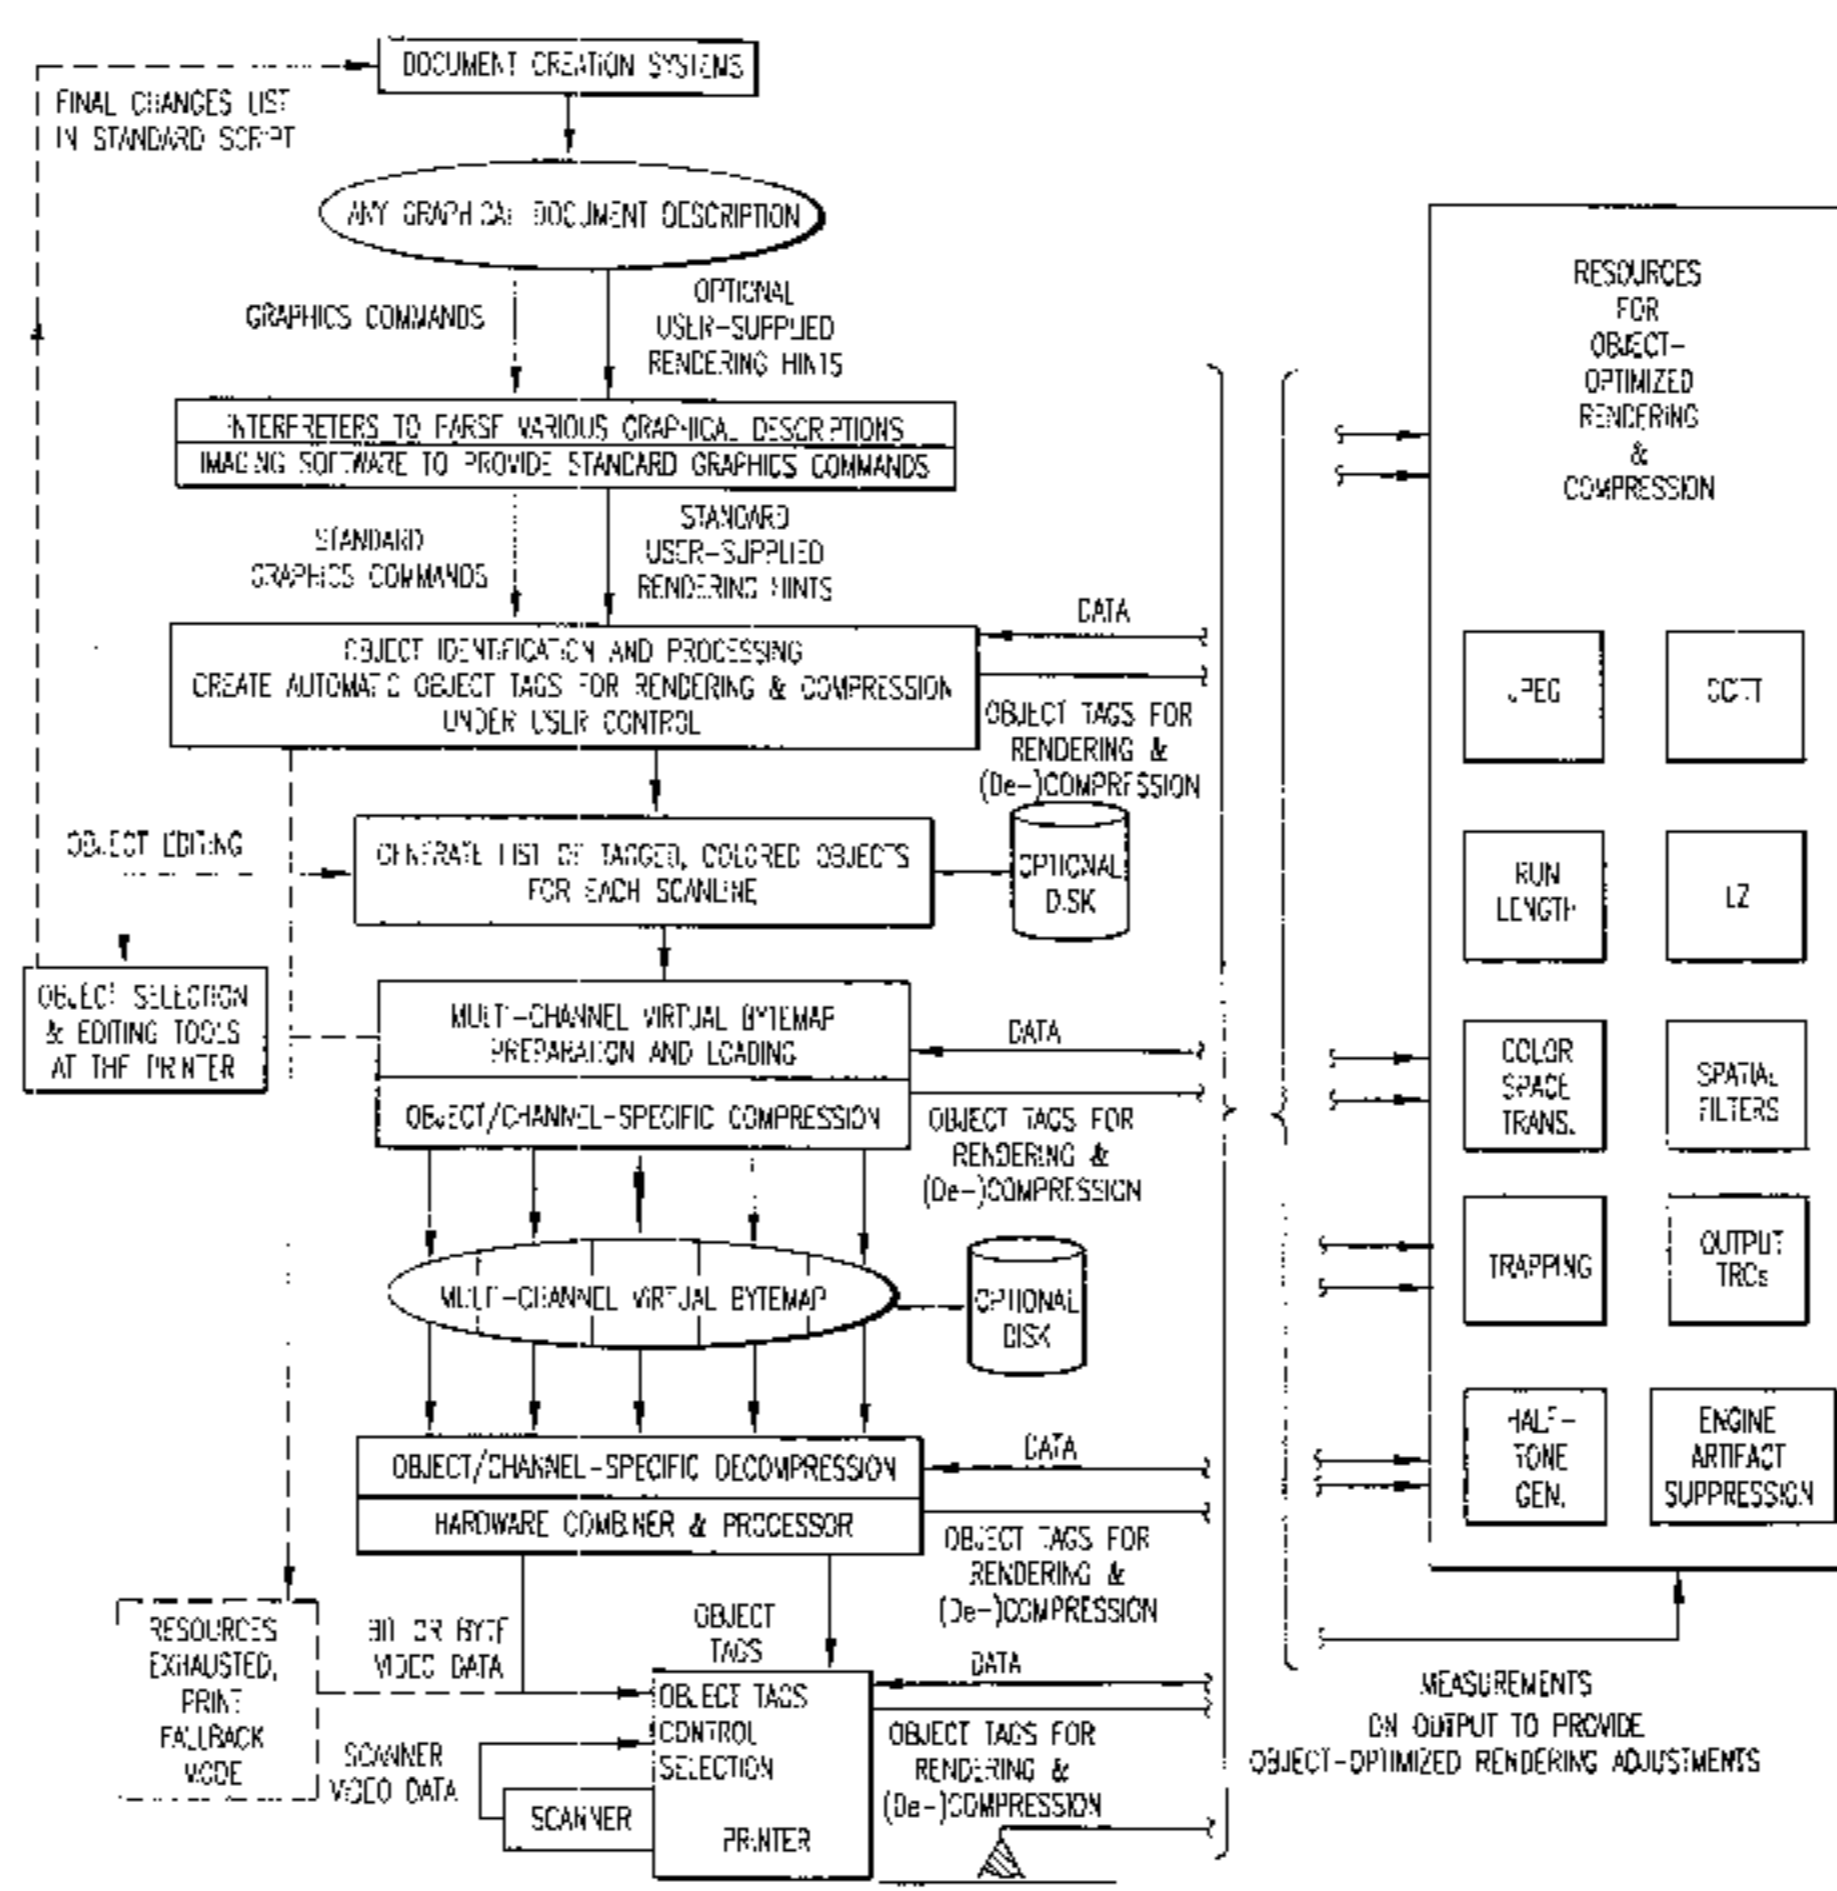 DOCUMENT CREATION SYSTEMS
FINAL CHANGES LIST
IN STANDARD SCRIPT
ANY GRAPHICAL DOCUMENT DESCRIPTION
GRAPHICS COMMANDS
OPTIONAL
USER-SUPPLIED
RENDERING HINTS
INTERPRETERS TO PARSE VARIOUS GRAPHICAL DESCRIPTIONS
IMAGING SOFTWARE TO PROVIDE STANDARD GRAPHICS COMMANDS
STANDARD
GRAPHICS COMMANDS
STANDARD
USER-SUPPLIED
RENDERING HINTS
OBJECT IDENTIFICATION AND PROCESSING
CREATE AUTOMATIC OBJECT TAGS FOR RENDERING & COMPRESSION
UNDER USER CONTROL
DATA
OBJECT TAGS FOR
RENDERING &
(De-)COMPRESSION
OBJECT EDITING
GENERATE LIST OF TAGGED, COLORED OBJECTS
FOR EACH SCANLINE
OPTIONAL
DISK
OBJECT SELECTION
& EDITING TOOLS
AT THE PRINTER
MULTI-CHANNEL VIRTUAL BYTEMAP
PREPARATION AND LOADING
OBJECT/CHANNEL-SPECIFIC COMPRESSION
DATA
OBJECT TAGS FOR
RENDERING &
(De-)COMPRESSION
MULTI-CHANNEL VIRTUAL BYTEMAP
OPTIONAL
DISK
OBJECT/CHANNEL-SPECIFIC DECOMPRESSION
HARDWARE COMBINER & PROCESSOR
DATA
OBJECT TAGS FOR
RENDERING &
(De-)COMPRESSION
RESOURCES
EXHAUSTED,
PRINT
FALLBACK
MODE
BIT OR BYTE
VIDEO DATA
OBJECT
TAGS
OBJECT TAGS
CONTROL
SELECTION
PRINTER
SCANNER
VIDEO DATA
SCANNER
DATA
OBJECT TAGS FOR
RENDERING &
(De-)COMPRESSION
RESOURCES
FOR
OBJECT-
OPTIMIZED
RENDERING
&
COMPRESSION
JPEG
CCITT
RUN
LENGTH
LZ
COLOR
SPACE
TRANS.
SPATIAL
FILTERS
TRAPPING
OUTPUT
TRCs
HALF-
TONE
GEN.
ENGINE
ARTIFACT
SUPPRESSION
MEASUREMENTS
ON OUTPUT TO PROVIDE
OBJECT-OPTIMIZED RENDERING ADJUSTMENTS